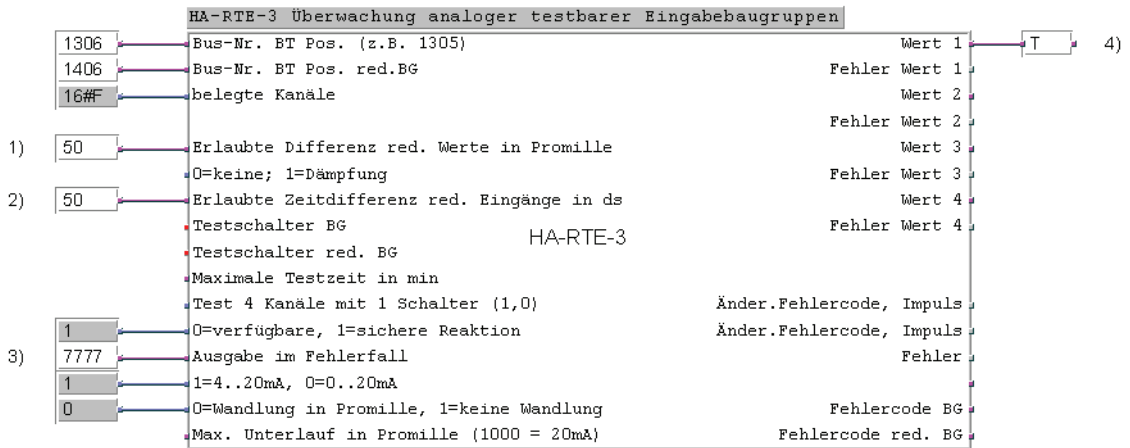 HA-RTE-3 Überwachung analoger testbarer Eingabebaugruppen
1306 Bus-Nr. BT Pos. (z.B. 1305) Wert 1 T 4)
1406 Bus-Nr. BT Pos. red.BG Fehler Wert 1
16#F belegte Kanäle Wert 2
Fehler Wert 2
1) 50 Erlaubte Differenz red. Werte in Promille Wert 3
0=keine; 1=Dämpfung Fehler Wert 3
2) 50 Erlaubte Zeitdifferenz red. Eingänge in ds Wert 4
Testschalter BG Fehler Wert 4
HA-RTE-3
Testschalter red. BG
Maximale Testzeit in min
Test 4 Kanäle mit 1 Schalter (1,0) Änder.Fehlercode, Impuls
1 0=verfügbare, 1=sichere Reaktion Änder.Fehlercode, Impuls
3) 7777 Ausgabe im Fehlerfall Fehler
1 1=4..20mA, 0=0..20mA
0 0=Wandlung in Promille, 1=keine Wandlung Fehlercode BG
Max. Unterlauf in Promille (1000 = 20mA) Fehlercode red. BG